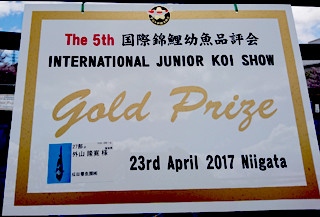 The 5th 国際錦鯉幼魚品評会
INTERNATIONAL JUNIOR KOI SHOW
Gold Prize
23rd April 2017 Niigata